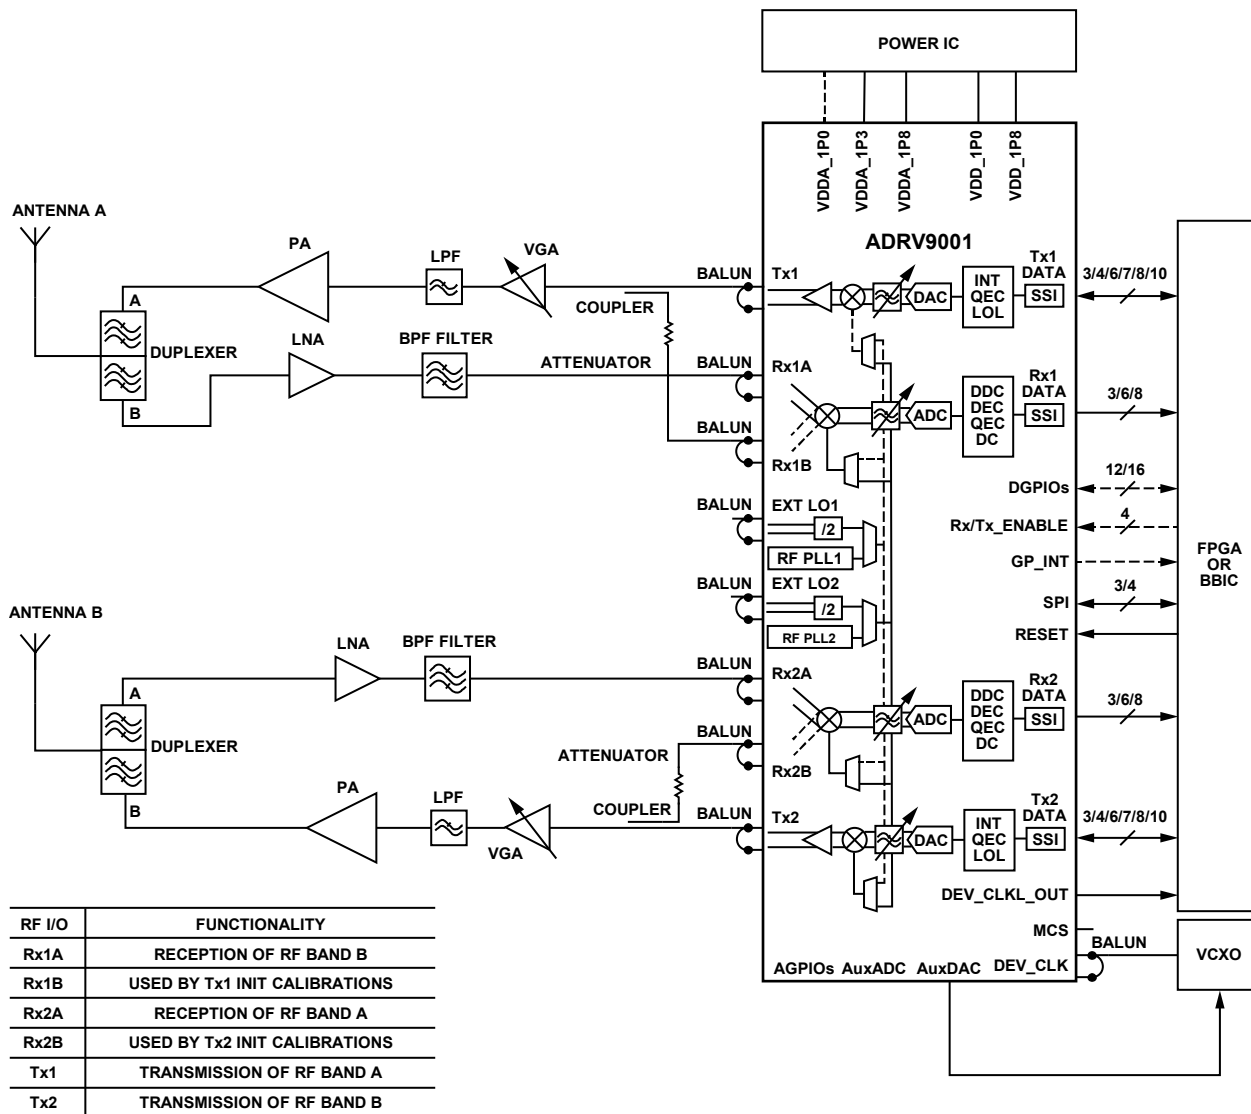 POWER IC
VDDA_1P0
VDDA_1P3
VDDA_1P8
VDD_1P0
VDD_1P8
ADRV9001
ANTENNA A
PA
LPF
VGA
BALUN
Tx1
DAC
INT
QEC
LOL
Tx1
DATA
SSI
3/4/6/7/8/10
COUPLER
A
DUPLEXER
B
LNA
BPF FILTER
ATTENUATOR
BALUN
Rx1A
ADC
DDC
DEC
QEC
DC
Rx1
DATA
SSI
3/6/8
BALUN
Rx1B
DGPIOs
12/16
BALUN
EXT LO1
/2
RF PLL1
Rx/Tx_ENABLE
4
GP_INT
FPGA
OR
BBIC
BALUN
EXT LO2
/2
RF PLL2
SPI
3/4
RESET
ANTENNA B
LNA
BPF FILTER
BALUN
Rx2A
ADC
DDC
DEC
QEC
DC
Rx2
DATA
SSI
3/6/8
A
DUPLEXER
B
ATTENUATOR
BALUN
Rx2B
COUPLER
PA
LPF
VGA
BALUN
Tx2
DAC
INT
QEC
LOL
Tx2
DATA
SSI
3/4/6/7/8/10
DEV_CLKL_OUT
MCS
BALUN
DEV_CLK
VCXO
AGPIOs AuxADC AuxDAC
RF I/O FUNCTIONALITY
Rx1A RECEPTION OF RF BAND B
Rx1B USED BY Tx1 INIT CALIBRATIONS
Rx2A RECEPTION OF RF BAND A
Rx2B USED BY Tx2 INIT CALIBRATIONS
Tx1 TRANSMISSION OF RF BAND A
Tx2 TRANSMISSION OF RF BAND B